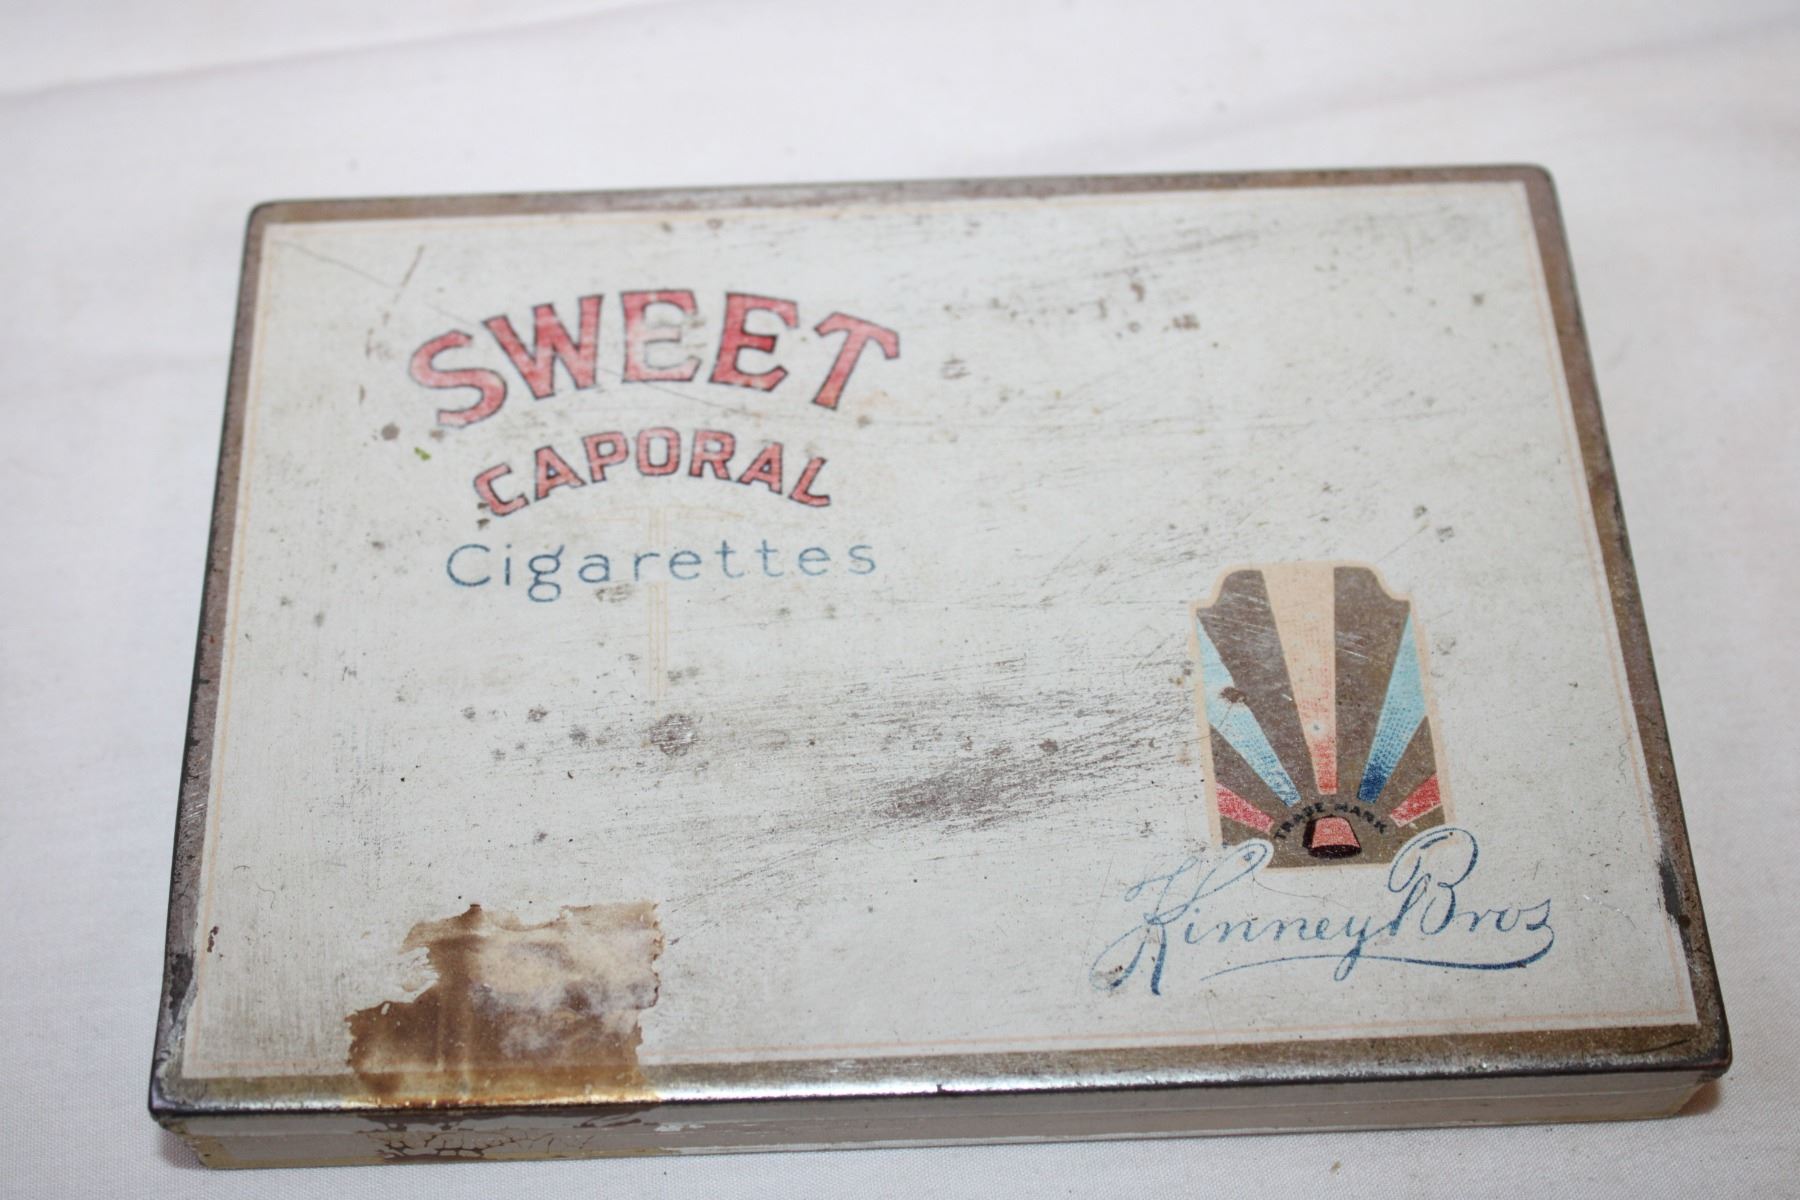 SWEET
CAPORAL
Cigarettes
TRADE MARK
Kinney Bros